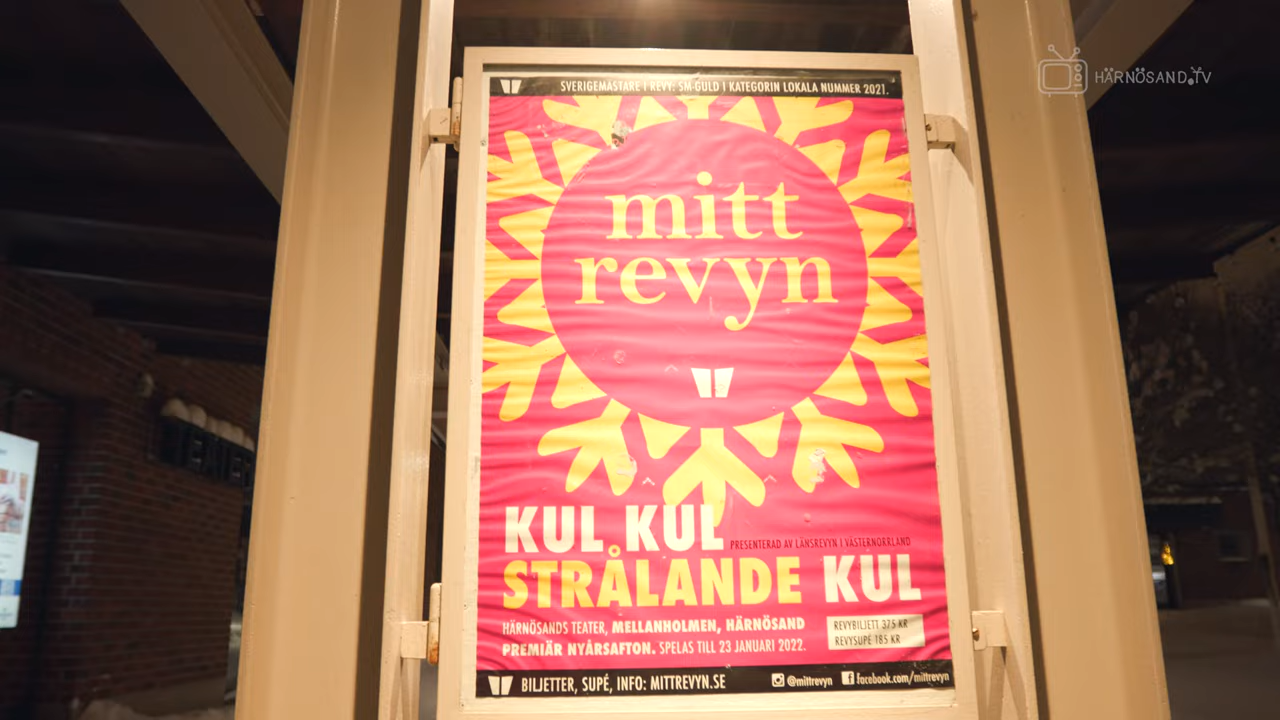 HÄRNÖSAND.TV
SVERIGEMÄSTARE I REVY: SM-GULD I KATEGORIN LOKALA NUMMER 2021.
mitt
revyn
KUL KUL
PRESENTERAD AV LÄNSREVYN I VÄSTERNORRLAND
STRÅLANDE KUL
HÄRNÖSANDS TEATER, MELLANHOLMEN, HÄRNÖSAND
PREMIÄR NYÅRSAFTON. SPELAS TILL 23 JANUARI 2022.
REVYBILJETT 375 KR
REVYSUPÉ 185 KR
BILJETTER, SUPÉ, INFO: MITTREVYN.SE
@mittrevyn
facebook.com/mittrevyn
TEATER